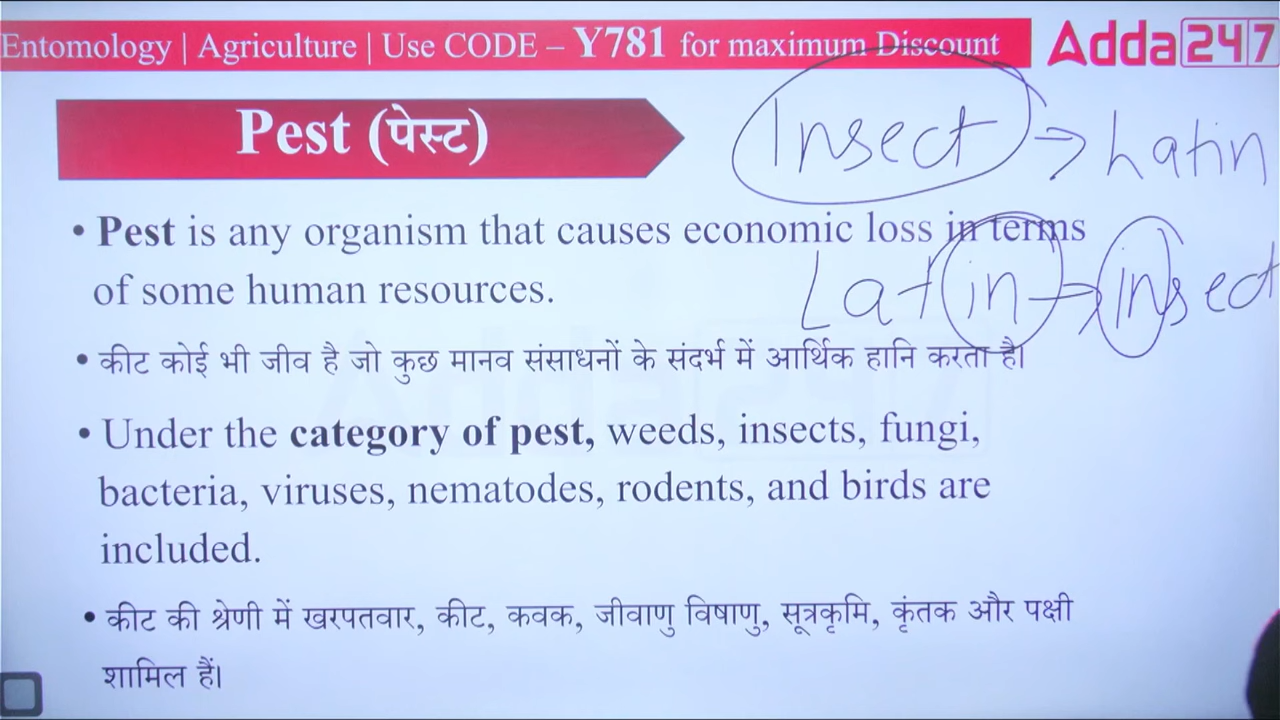 Entomology | Agriculture | Use CODE – Y781 for maximum Discount
Adda247
Pest (पेस्ट)
Insect → Latin
• Pest is any organism that causes economic loss in terms
of some human resources.
Latin → insect
• कीट कोई भी जीव है जो कुछ मानव संसाधनों के संदर्भ में आर्थिक हानि करता है।
• Under the category of pest, weeds, insects, fungi,
bacteria, viruses, nematodes, rodents, and birds are
included.
• कीट की श्रेणी में खरपतवार, कीट, कवक, जीवाणु विषाणु, सूत्रकृमि, कृंतक और पक्षी
शामिल हैं।